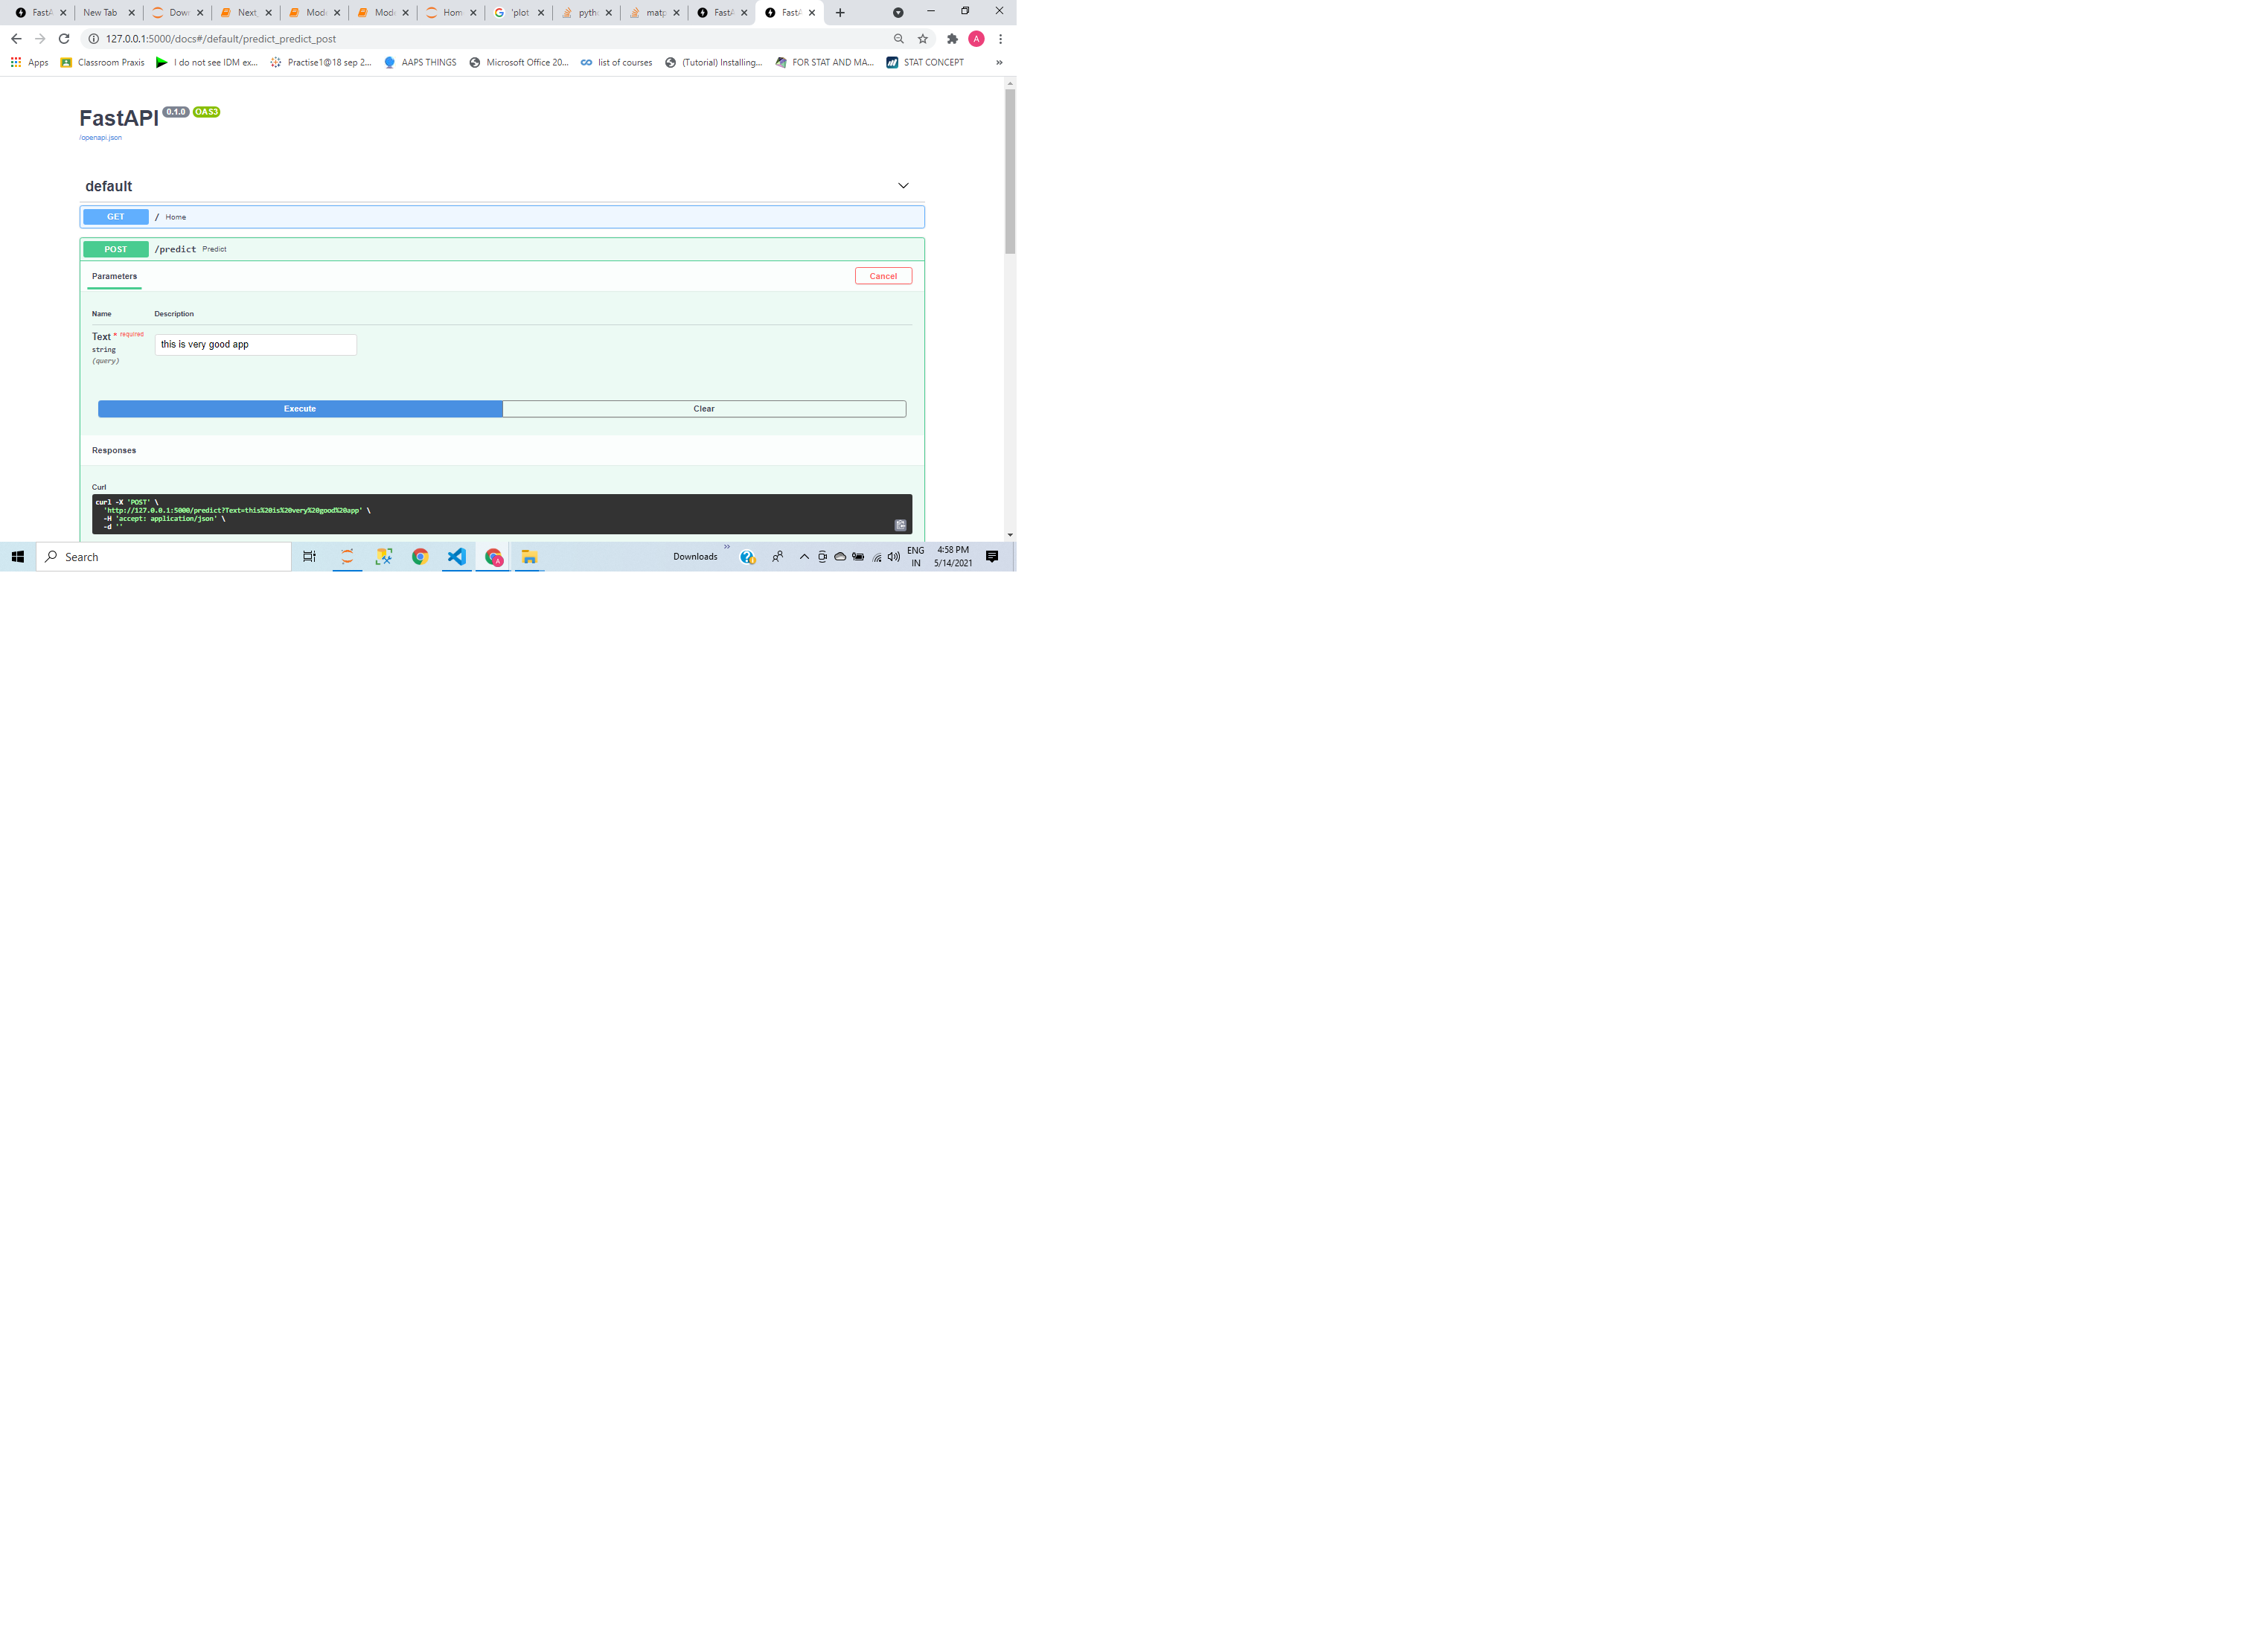 FastA New Tab Down Next_ Mode Mode Hom 'plot pytho matp FastA FastA
127.0.0.1:5000/docs#/default/predict_predict_post
A
Apps Classroom Praxis I do not see IDM ex... Practise1@18 sep 2... AAPS THINGS Microsoft Office 20... list of courses (Tutorial) Installing... FOR STAT AND MA... STAT CONCEPT »
FastAPI 0.1.0 OAS3
/openapi.json
default
GET / Home
POST /predict Predict
Parameters Cancel
Name Description
Text * required
string
(query)
this is very good app
Execute Clear
Responses
Curl
curl -X 'POST' \
'http://127.0.0.1:5000/predict?Text=this%20is%20very%20good%20app' \
-H 'accept: application/json' \
-d ''
Search Downloads » ENG 4:58 PM
IN 5/14/2021